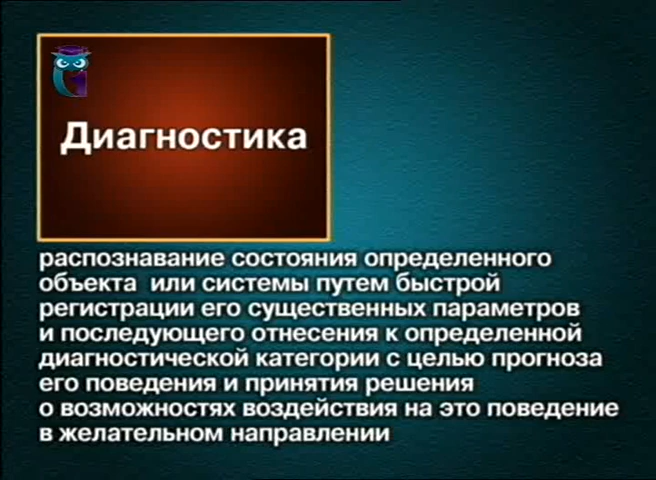 Диагностика
распознавание состояния определенного
объекта или системы путем быстрой
регистрации его существенных параметров
и последующего отнесения к определенной
диагностической категории с целью прогноза
его поведения и принятия решения
о возможностях воздействия на это поведение
в желательном направлении